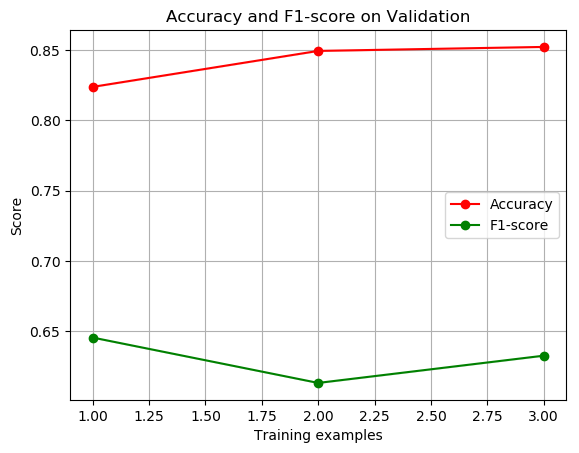 Accuracy and F1-score on Validation
0.85
0.80
0.75
0.70
0.65
Score
Accuracy
F1-score
1.00 1.25 1.50 1.75 2.00 2.25 2.50 2.75 3.00
Training examples